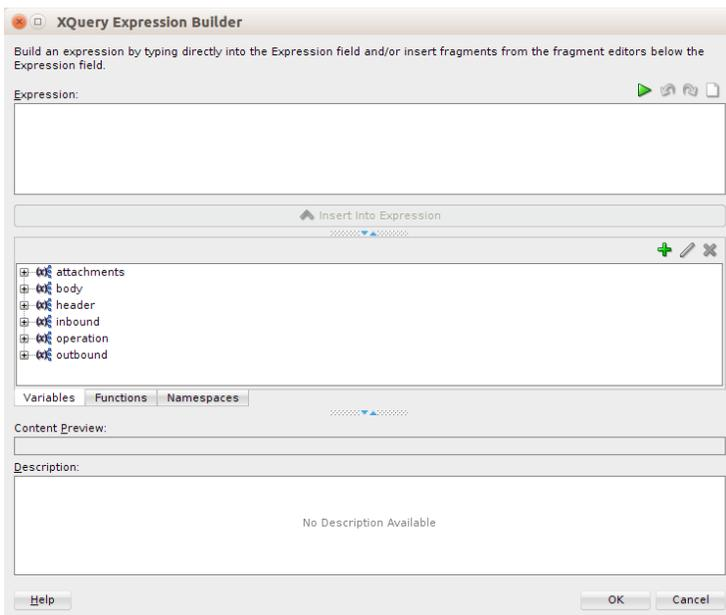 XQuery Expression Builder
Build an expression by typing directly into the Expression field and/or insert fragments from the fragment editors below the
Expression field.
Expression:
Insert Into Expression
attachments
body
header
inbound
operation
outbound
Variables Functions Namespaces
Content Preview:
Description:
No Description Available
Help OK Cancel